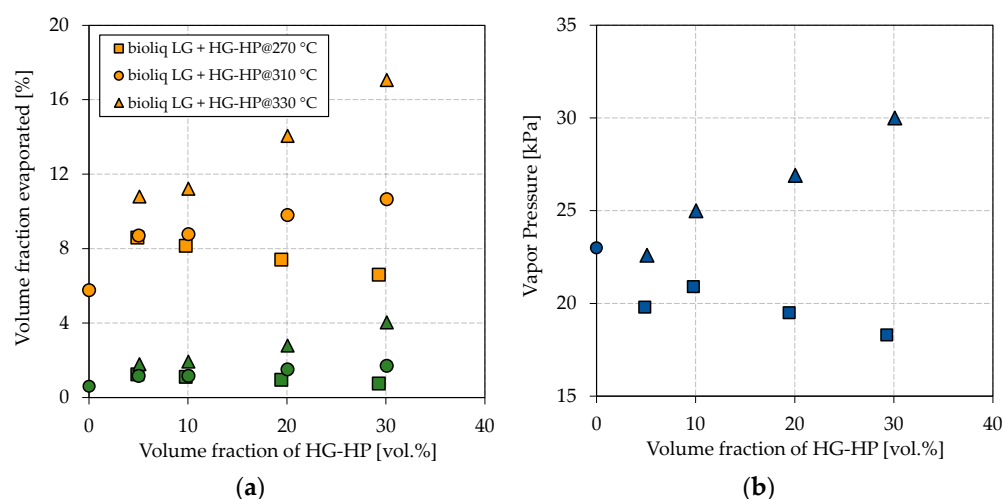 20
16
12
8
4
0
Volume fraction evaporated [%]
bioliq LG + HG-HP@270 °C
bioliq LG + HG-HP@310 °C
bioliq LG + HG-HP@330 °C
0 10 20 30 40
Volume fraction of HG-HP [vol.%]
(a)
35
30
25
20
15
Vapor Pressure [kPa]
0 10 20 30 40
Volume fraction of HG-HP [vol.%]
(b)